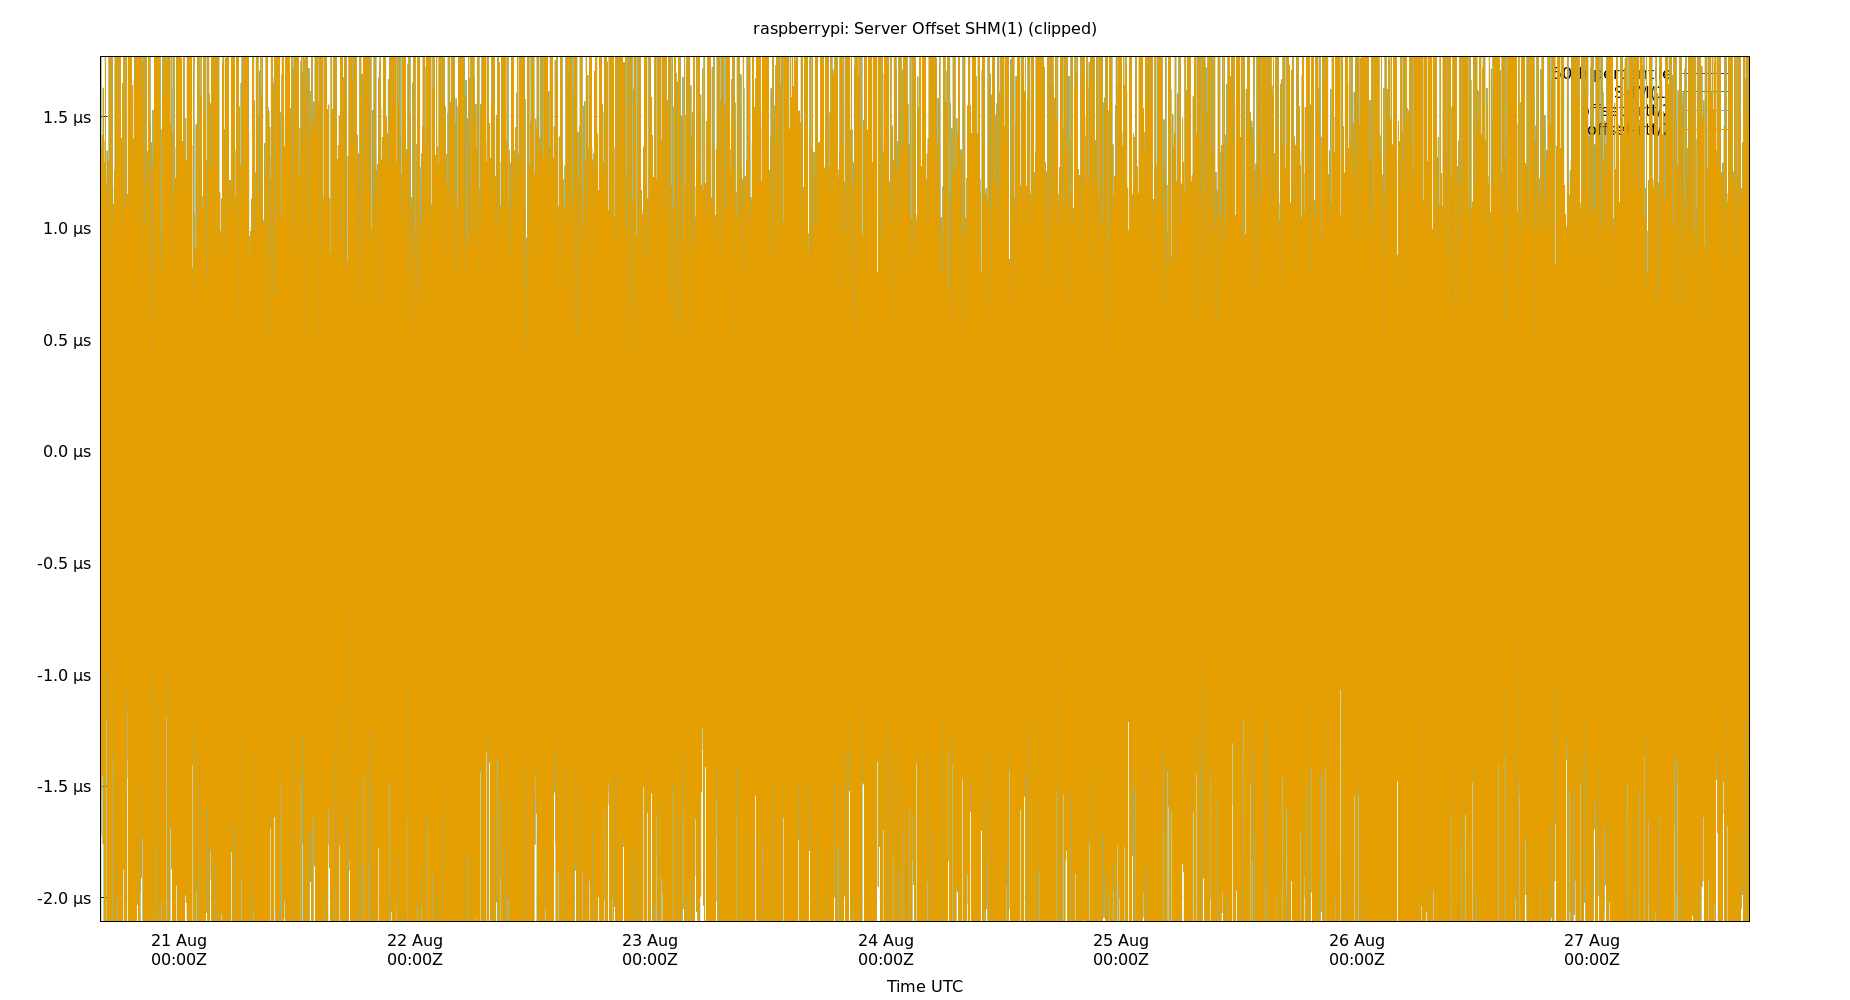 raspberrypi: Server Offset SHM(1) (clipped)
1.5 µs
1.0 µs
0.5 µs
0.0 µs
-0.5 µs
-1.0 µs
-1.5 µs
-2.0 µs
21 Aug 22 Aug 23 Aug 24 Aug 25 Aug 26 Aug 27 Aug
00:00Z 00:00Z 00:00Z 00:00Z 00:00Z 00:00Z 00:00Z
Time UTC